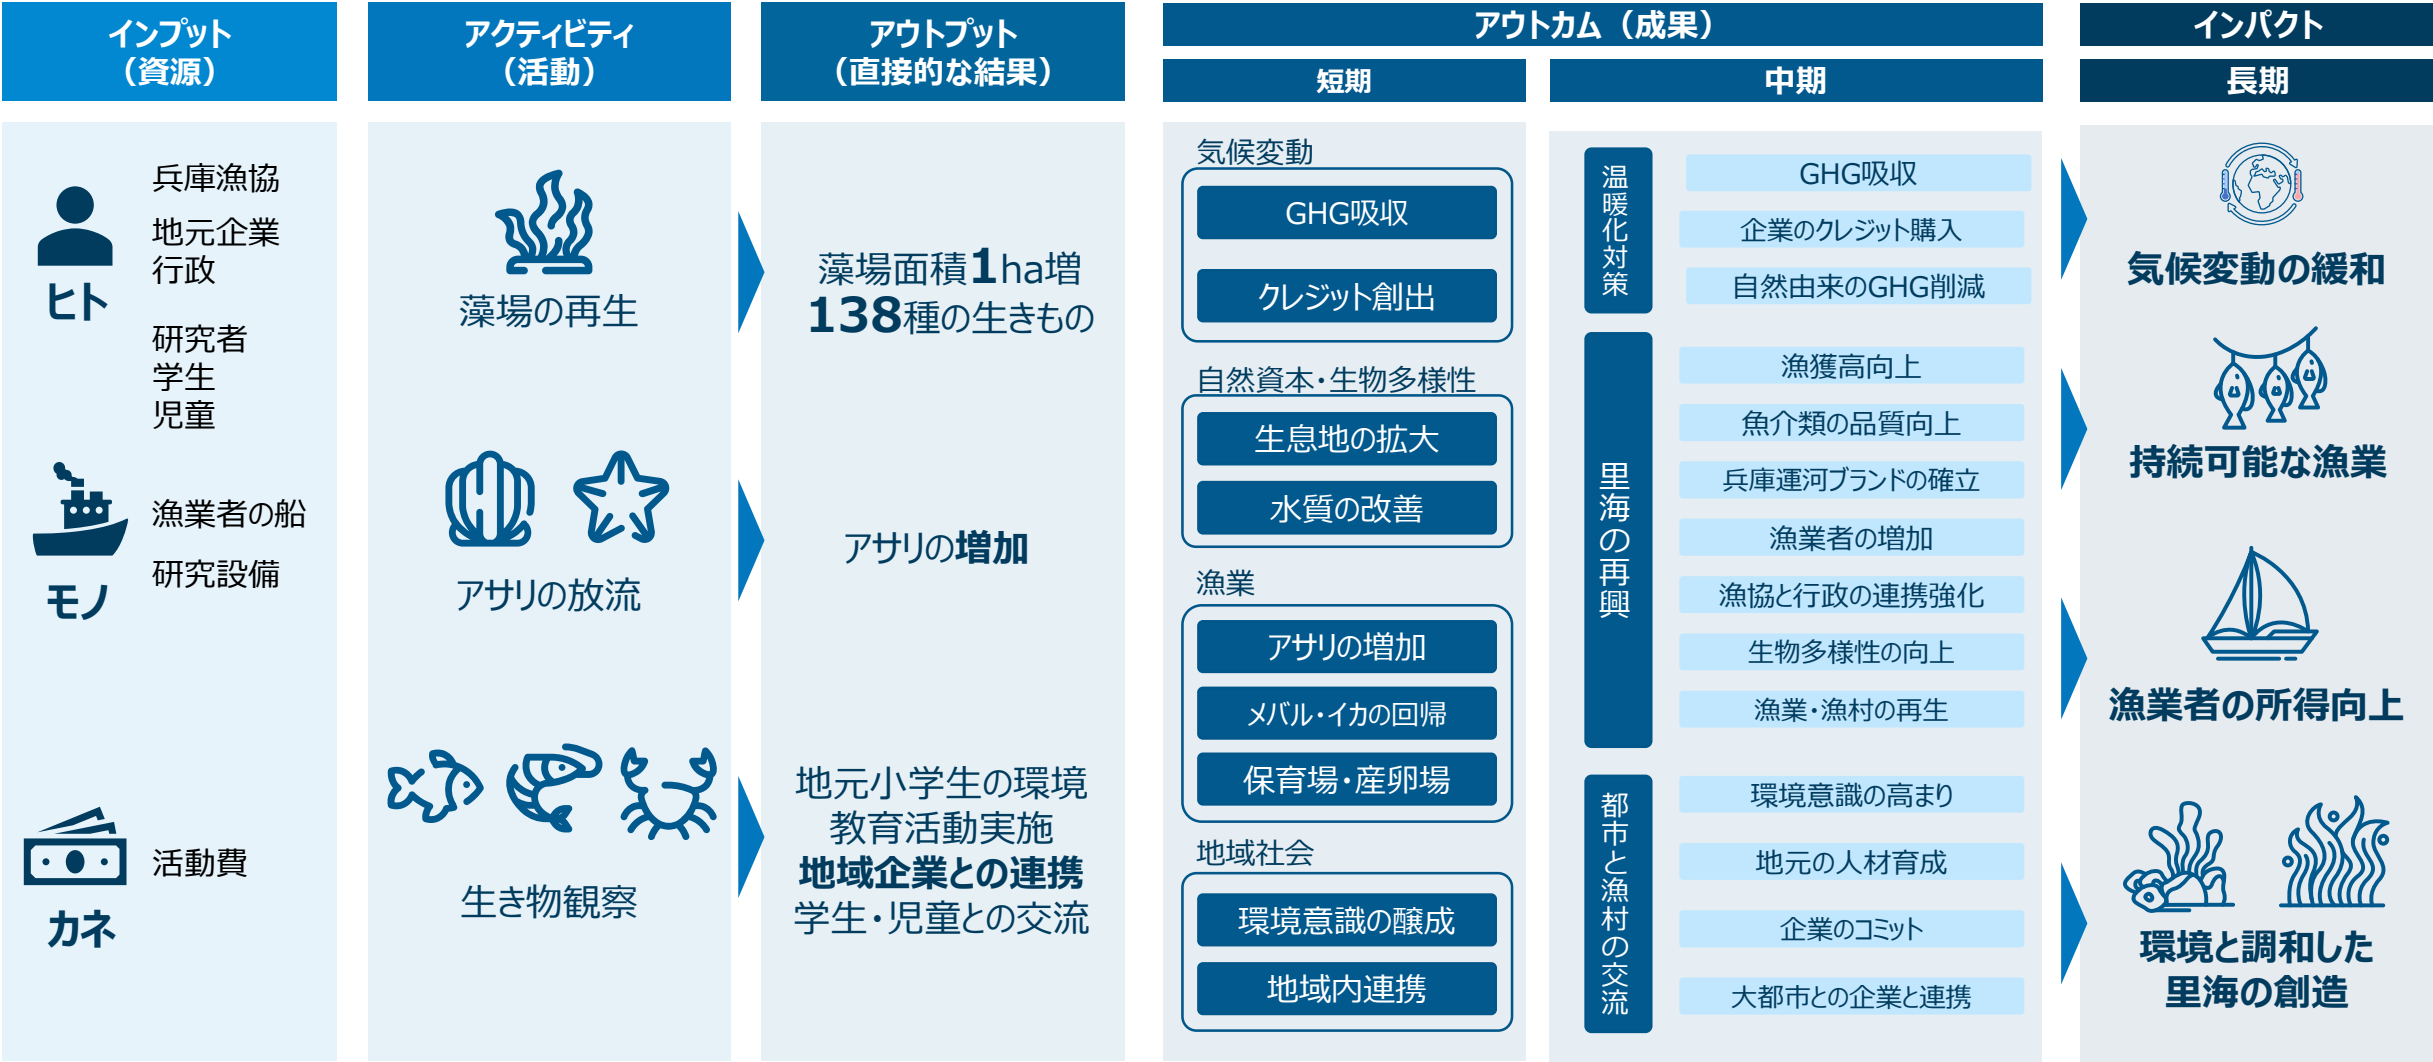 インプット
（資源）
ヒト
兵庫漁協
地元企業
行政
研究者
学生
児童
モノ
漁業者の船
研究設備
カネ
活動費
アクティビティ
（活動）
藻場の再生
アサリの放流
生き物観察
アウトプット
（直接的な結果）
藻場面積1ha増
138種の生きもの
アサリの増加
地元小学生の環境
教育活動実施
地域企業との連携
学生・児童との交流
アウトカム（成果）
短期
気候変動
GHG吸収
クレジット創出
自然資本・生物多様性
生息地の拡大
水質の改善
漁業
アサリの増加
メバル・イカの回帰
保育場・産卵場
地域社会
環境意識の醸成
地域内連携
中期
温暖化対策
GHG吸収
企業のクレジット購入
自然由来のGHG削減
里海の再興
漁獲高向上
魚介類の品質向上
兵庫運河ブランドの確立
漁業者の増加
漁協と行政の連携強化
生物多様性の向上
漁業・漁村の再生
都市と漁村の交流
環境意識の高まり
地元の人材育成
企業のコミット
大都市との企業と連携
インパクト
長期
気候変動の緩和
持続可能な漁業
漁業者の所得向上
環境と調和した
里海の創造